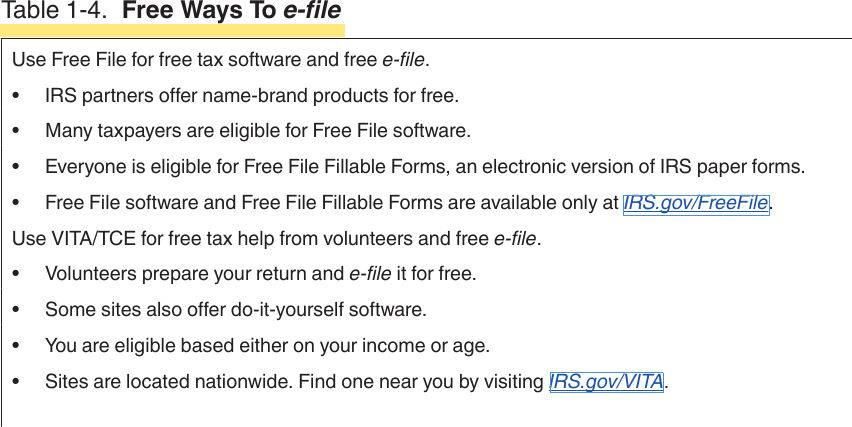 Table 1-4. Free Ways To e-file
Use Free File for free tax software and free e-file.
• IRS partners offer name-brand products for free.
• Many taxpayers are eligible for Free File software.
• Everyone is eligible for Free File Fillable Forms, an electronic version of IRS paper forms.
• Free File software and Free File Fillable Forms are available only at IRS.gov/FreeFile.
Use VITA/TCE for free tax help from volunteers and free e-file.
• Volunteers prepare your return and e-file it for free.
• Some sites also offer do-it-yourself software.
• You are eligible based either on your income or age.
• Sites are located nationwide. Find one near you by visiting IRS.gov/VITA.